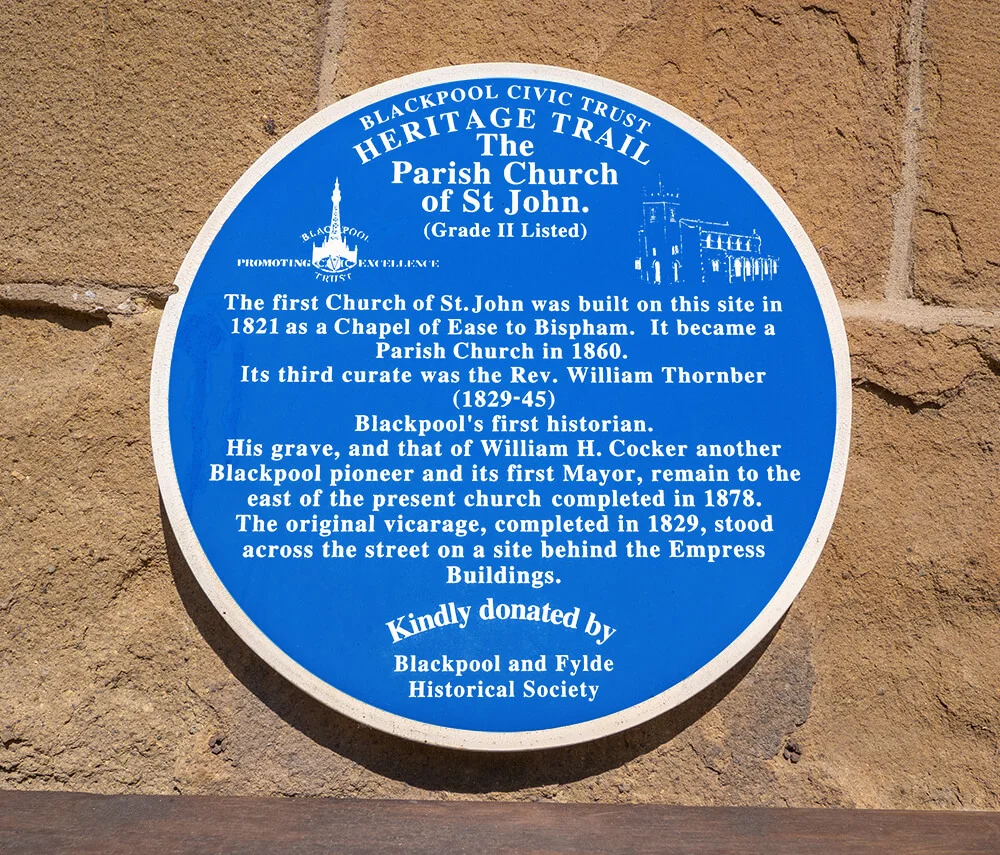 BLACKPOOL CIVIC TRUST
HERITAGE TRAIL
The
Parish Church
of St John.
(Grade II Listed)
BLACKPOOL
PROMOTING CIVIC EXCELLENCE
TRUST
The first Church of St.John was built on this site in
1821 as a Chapel of Ease to Bispham. It became a
Parish Church in 1860.
Its third curate was the Rev. William Thornber
(1829-45)
Blackpool's first historian.
His grave, and that of William H. Cocker another
Blackpool pioneer and its first Mayor, remain to the
east of the present church completed in 1878.
The original vicarage, completed in 1829, stood
across the street on a site behind the Empress
Buildings.
Kindly donated by
Blackpool and Fylde
Historical Society